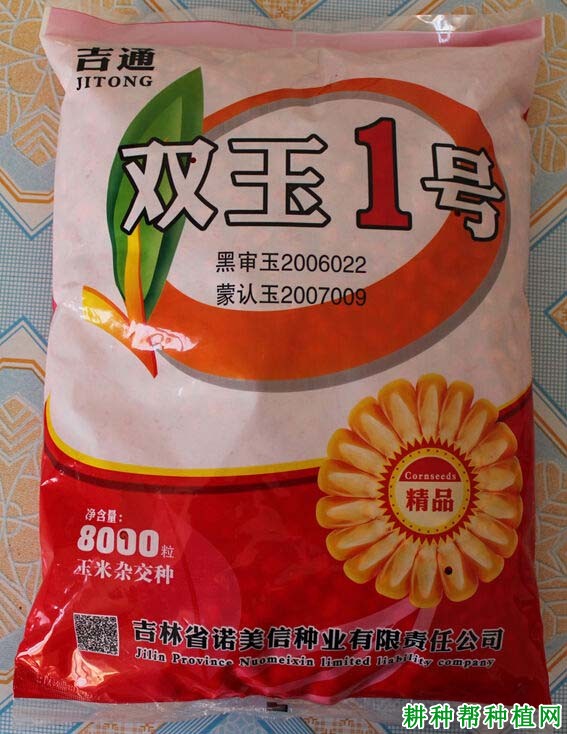 吉通
JITONG
双玉1号
黑审玉2006022
蒙认玉2007009
Cornseeds
精品
净含量:
8000粒
玉米杂交种
吉林省诺美信种业有限责任公司
Jilin Province Nuomeixin limited liability company
耕种帮种植网